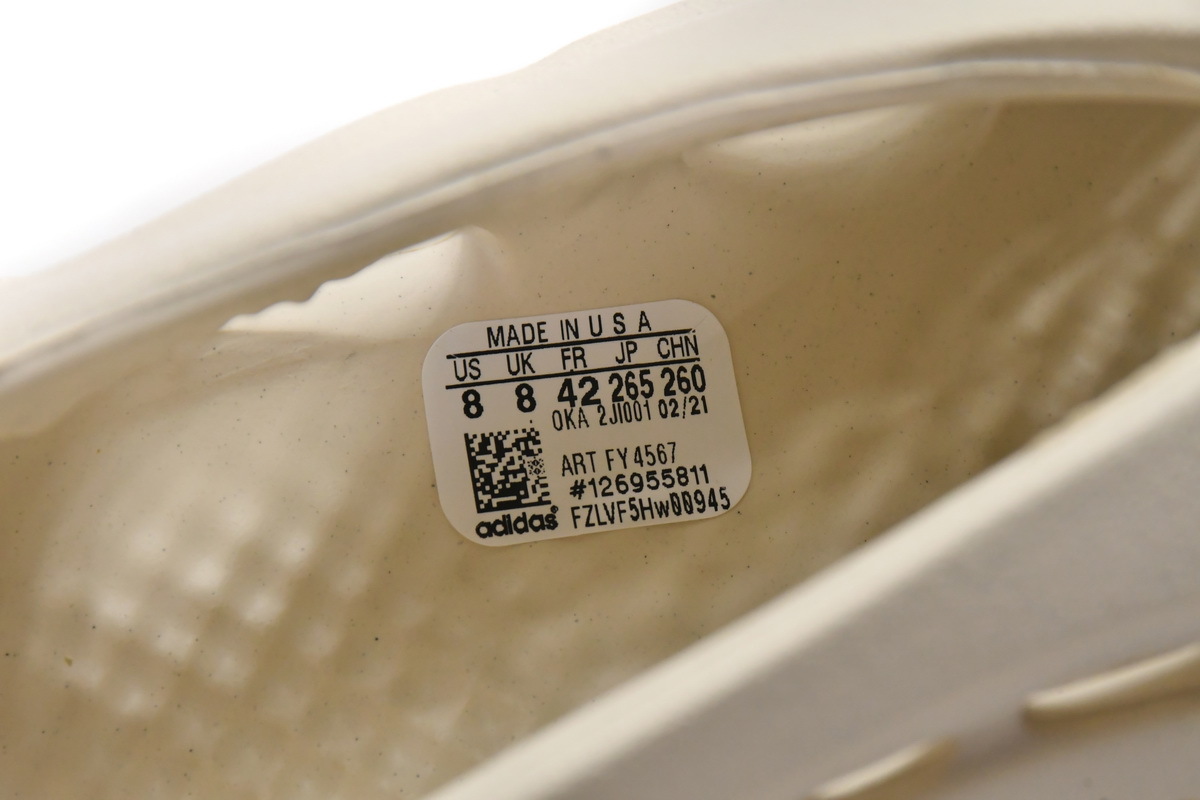 MADE IN U S A
US UK FR JP CHN
8 8 42 265 260
OKA 2JI001 02/21
ART FY4567
#126955811
FZLVF5Hw00945
adidas®